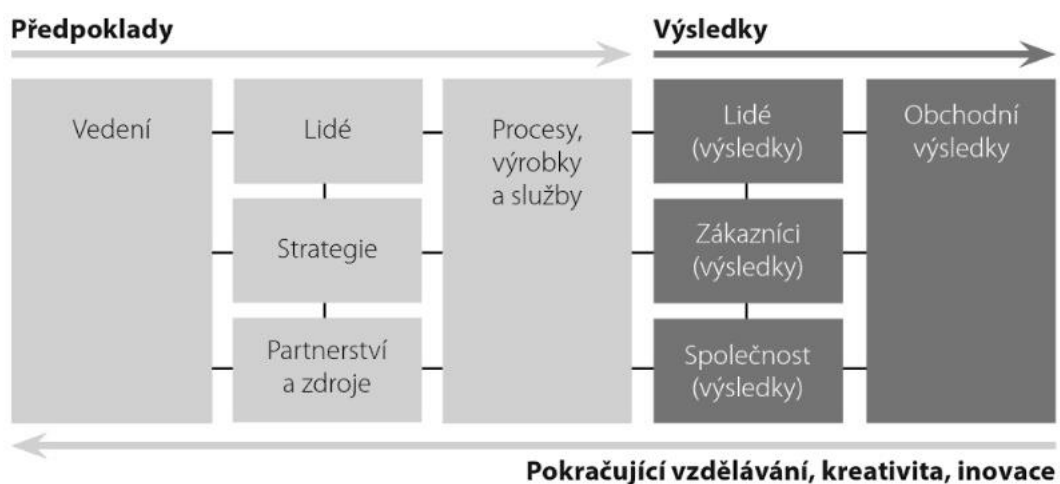 Předpoklady
Výsledky
Vedení
Lidé
Strategie
Partnerství
a zdroje
Procesy,
výrobky
a služby
Lidé
(výsledky)
Zákazníci
(výsledky)
Společnost
(výsledky)
Obchodní
výsledky
Pokračující vzdělávání, kreativita, inovace